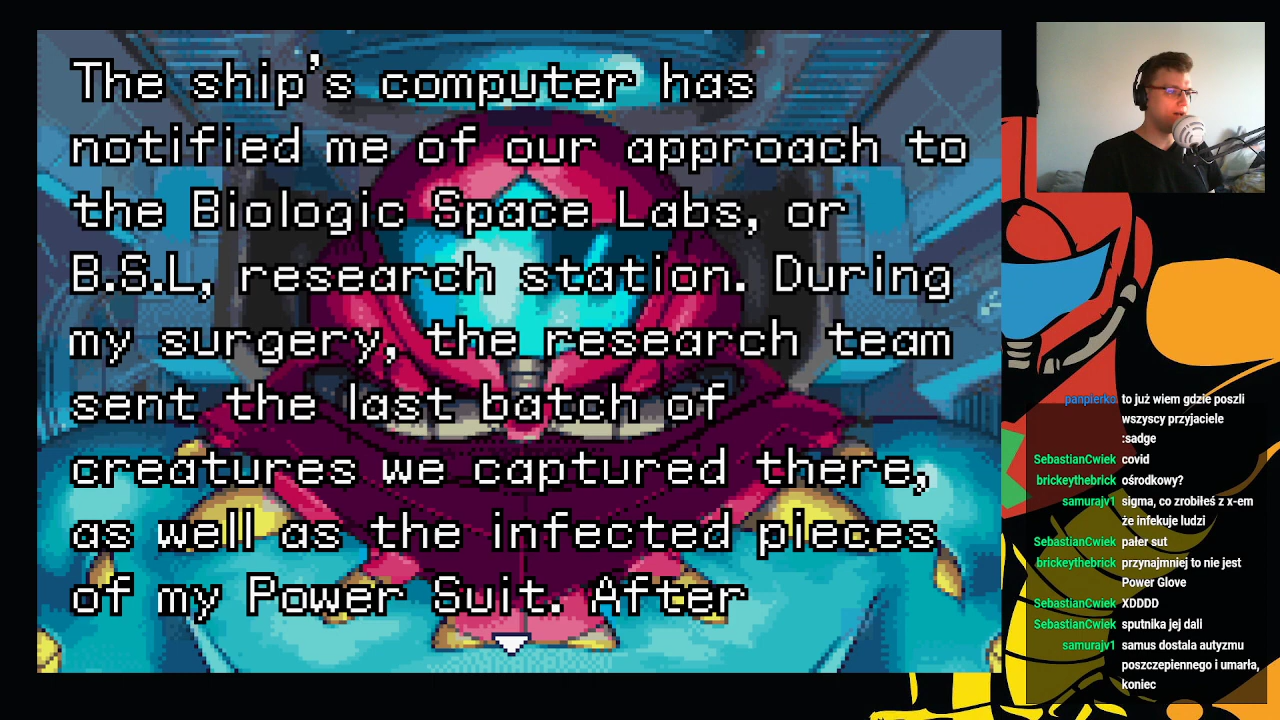 The ship's computer has
notified me of our approach to
the Biologic Space Labs, or
B.S.L, research station. During
my surgery, the research team
sent the last batch of
creatures we captured there,
as well as the infected pieces
of my Power Suit. After
panpierko to już wiem gdzie poszli
wszyscy przyjaciele
:sadge
SebastianCwiek covid
brickeythebrick ośrodkowy?
samurajv1 sigma, co zrobiłeś z x-em
że infekuje ludzi
SebastianCwiek pałer sut
brickeythebrick przynajmniej to nie jest
Power Glove
SebastianCwiek XDDDD
SebastianCwiek sputnika jej dali
samurajv1 samus dostala autyzmu
poszczepiennego i umarła,
koniec